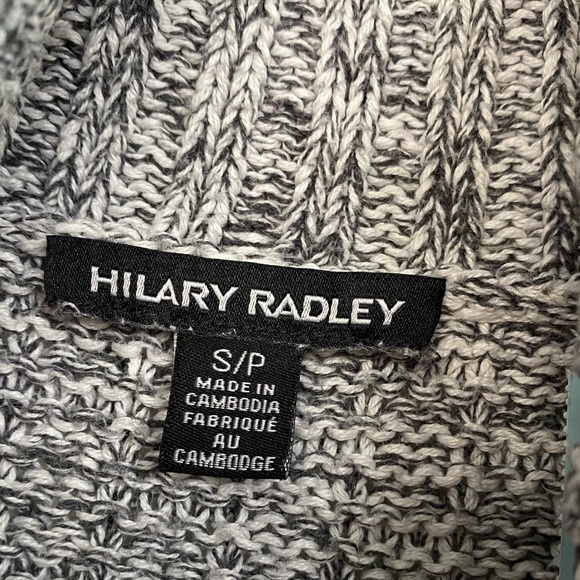 HILARY RADLEY
S/P
MADE IN
CAMBODIA
FABRIQUÉ
AU
CAMBODGE